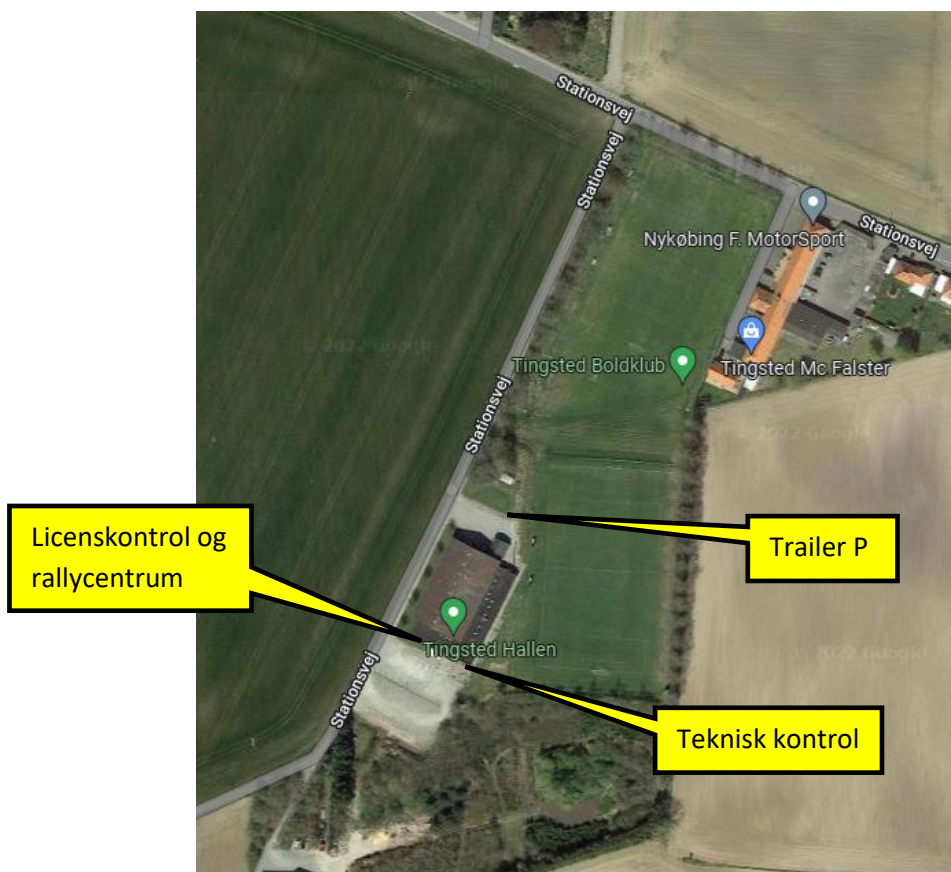 Stationsvej
Stationsvej
Stationsvej
Nykøbing F. MotorSport
Tingsted Boldklub
Tingsted Mc Falster
Stationsvej
Licenskontrol og
rallycentrum
Trailer P
Tingsted Hallen
Stationsvej
Teknisk kontrol